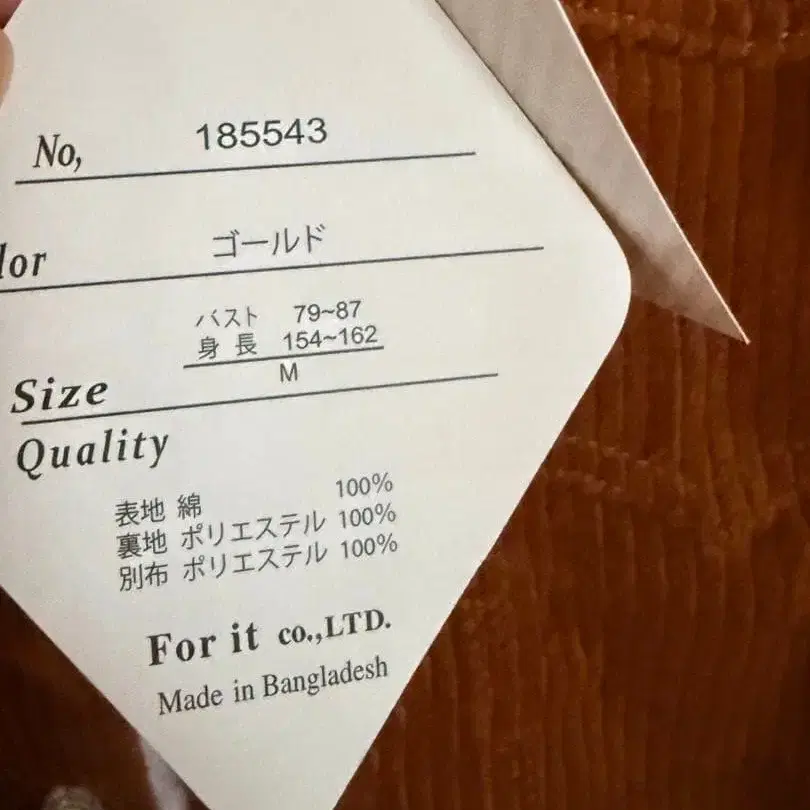 No, 185543
lor ゴールド
バスト 79~87
身 長 154~162
M
Size
Quality
表地 綿 100%
裏地 ポリエステル 100%
別布 ポリエステル 100%
For it co.,LTD.
Made in Bangladesh